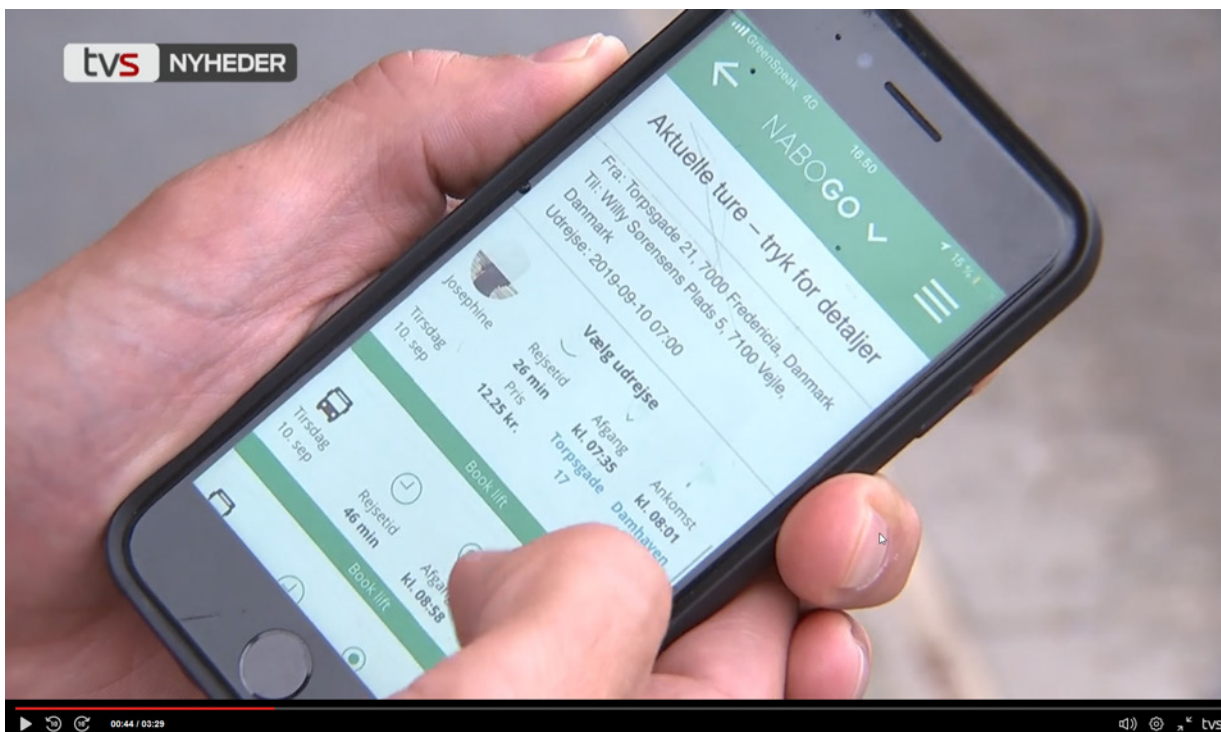 tvs NYHEDER
GreenSpeak 4G
16.50
15 %
NABOGO
Aktuelle ture – tryk for detaljer
Fra: Torpsgade 21, 7000 Fredericia, Danmark
Til: Willy Sørensens Plads 5, 7100 Vejle,
Danmark
Udrejse: 2019-09-10 07:00
Vælg udrejse
Josephine
Tirsdag
10. sep
Rejsetid
26 min
Pris
12.25 kr.
Afgang
kl. 07:35
Torpsgade
17
Ankomst
kl. 08:01
Damhaven
Book lift
Tirsdag
10. sep
Rejsetid
46 min
Afgang
kl. 08:58
Book lift
00:44 / 03:29
tvs